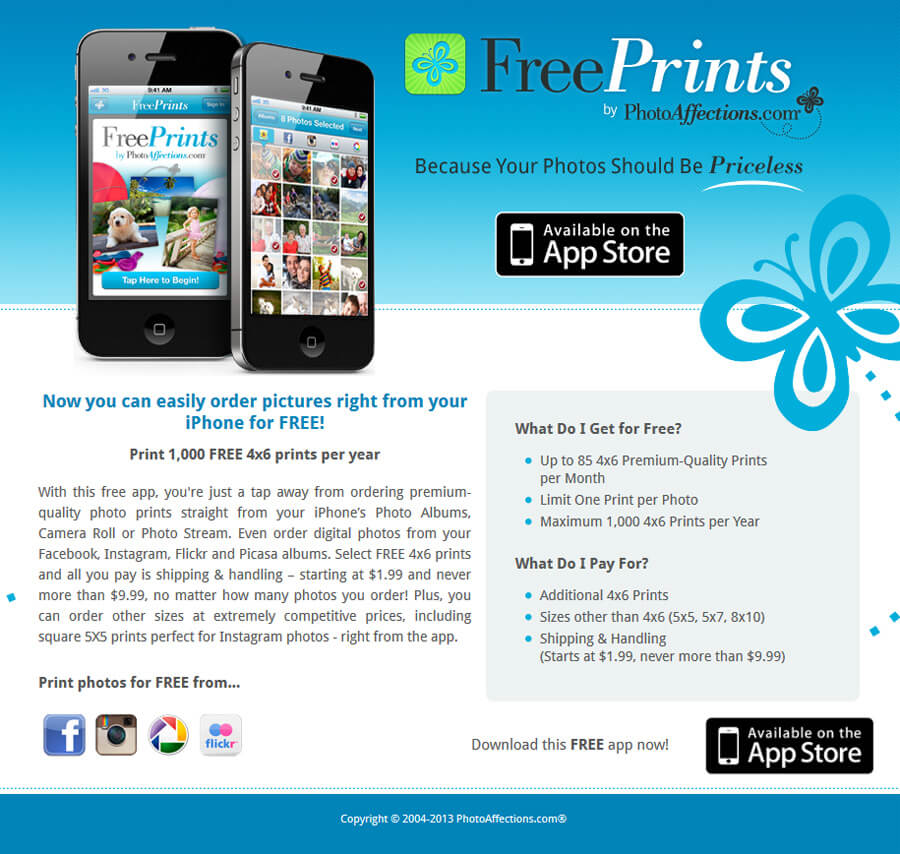 FreePrints
by PhotoAffections.com
Because Your Photos Should Be Priceless
Available on the
App Store
3G
9:41 AM
FreePrints
Sign In
FreePrints
by PhotoAffections.com
Tap Here to Begin!
3G
9:41 AM
Albums
8 Photos Selected
Next
Now you can easily order pictures right from your
iPhone for FREE!
Print 1,000 FREE 4x6 prints per year
With this free app, you're just a tap away from ordering premium-
quality photo prints straight from your iPhone's Photo Albums,
Camera Roll or Photo Stream. Even order digital photos from your
Facebook, Instagram, Flickr and Picasa albums. Select FREE 4x6 prints
and all you pay is shipping & handling – starting at $1.99 and never
more than $9.99, no matter how many photos you order! Plus, you
can order other sizes at extremely competitive prices, including
square 5X5 prints perfect for Instagram photos - right from the app.
Print photos for FREE from...
f
flickr
What Do I Get for Free?
Up to 85 4x6 Premium-Quality Prints
per Month
Limit One Print per Photo
Maximum 1,000 4x6 Prints per Year
What Do I Pay For?
Additional 4x6 Prints
Sizes other than 4x6 (5x5, 5x7, 8x10)
Shipping & Handling
(Starts at $1.99, never more than $9.99)
Download this FREE app now!
Available on the
App Store
Copyright © 2004-2013 PhotoAffections.com®